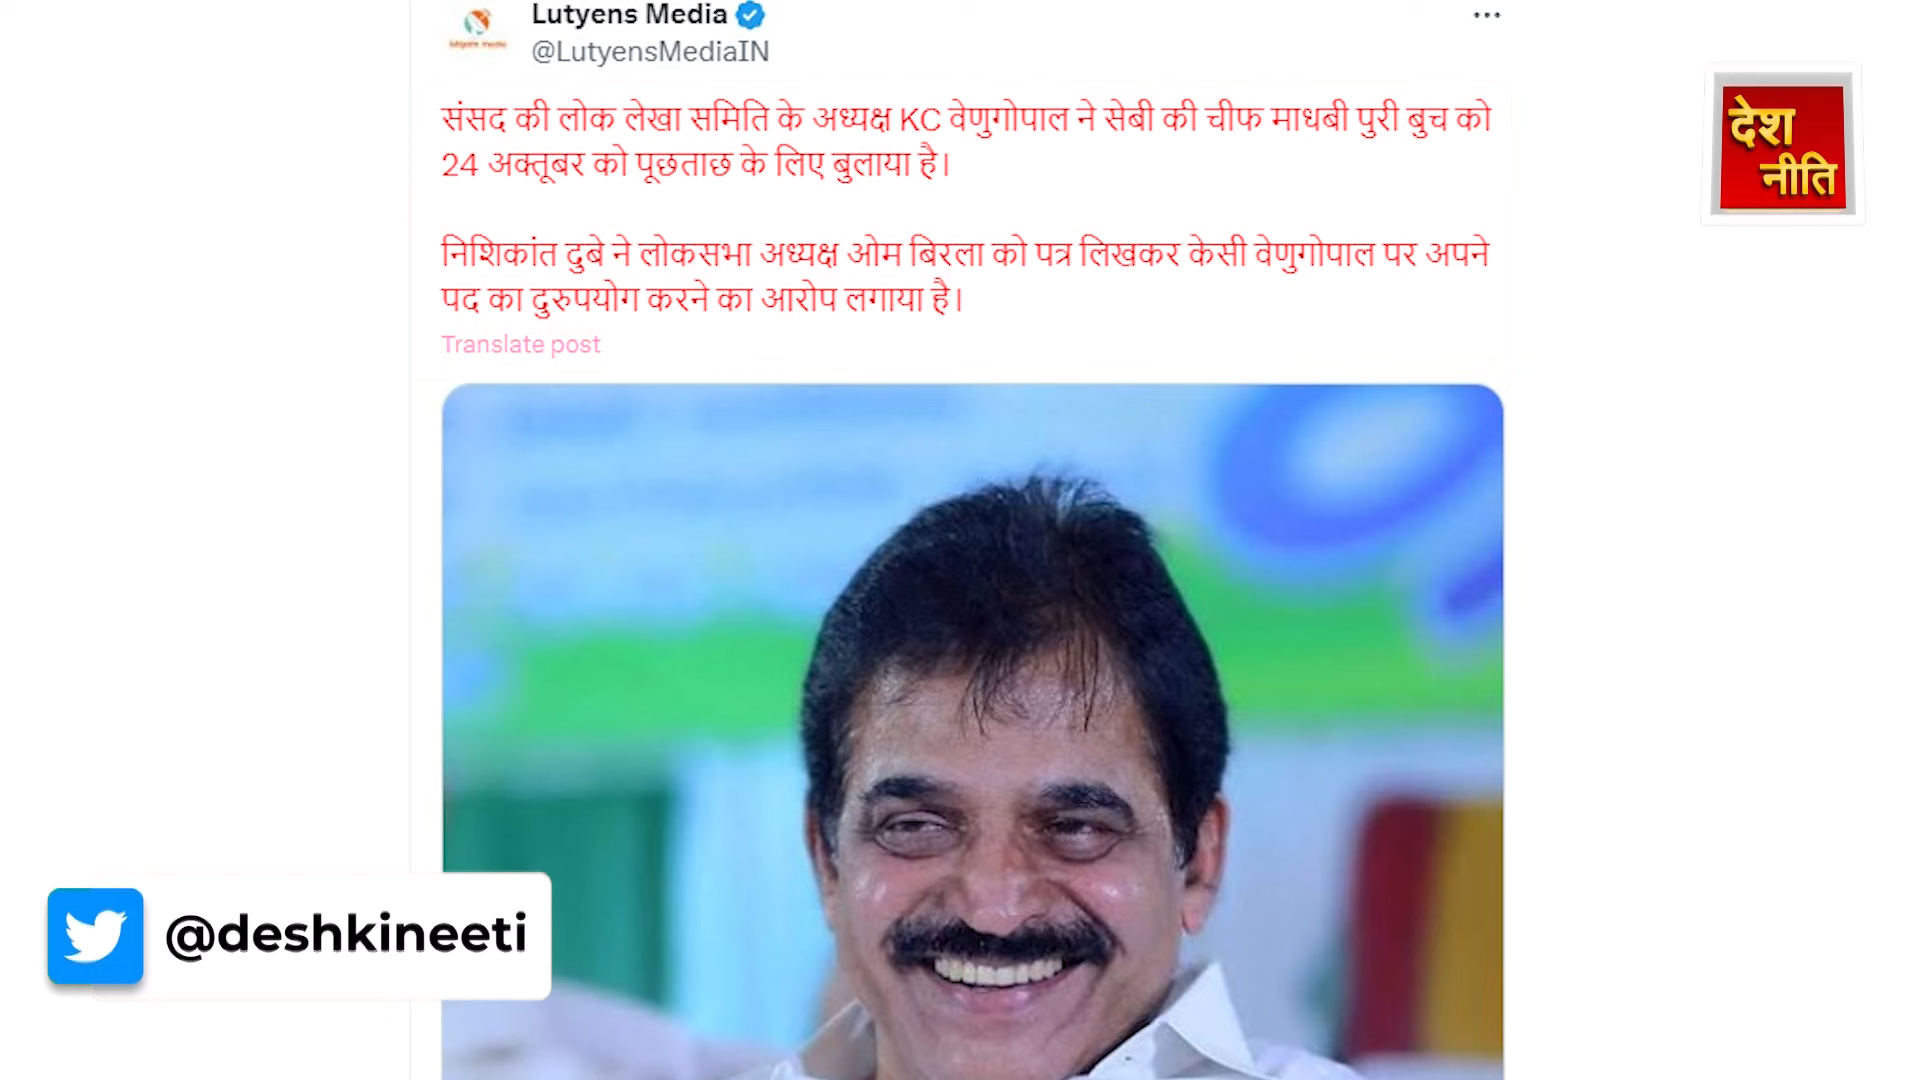 Lutyens Media
@LutyensMediaIN
संसद की लोक लेखा समिति के अध्यक्ष KC वेणुगोपाल ने सेबी की चीफ माधबी पुरी बुच को
24 अक्तूबर को पूछताछ के लिए बुलाया है।
निशिकांत दुबे ने लोकसभा अध्यक्ष ओम बिरला को पत्र लिखकर केसी वेणुगोपाल पर अपने
पद का दुरुपयोग करने का आरोप लगाया है।
Translate post
देश
नीति
@deshkineeti